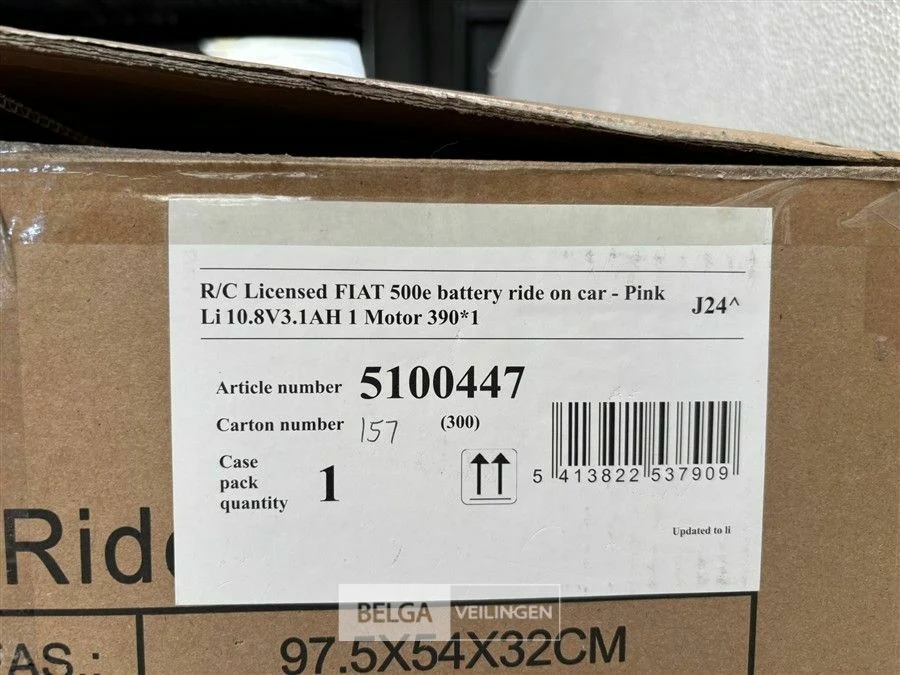 R/C Licensed FIAT 500e battery ride on car - Pink
Li 10.8V3.1AH 1 Motor 390*1
J24^
Article number 5100447
Carton number 157 (300)
Case
pack
quantity
1
5 413822 537909
Updated to li
Rid
BELGA VEILINGEN
AS.:
97.5X54X32CM